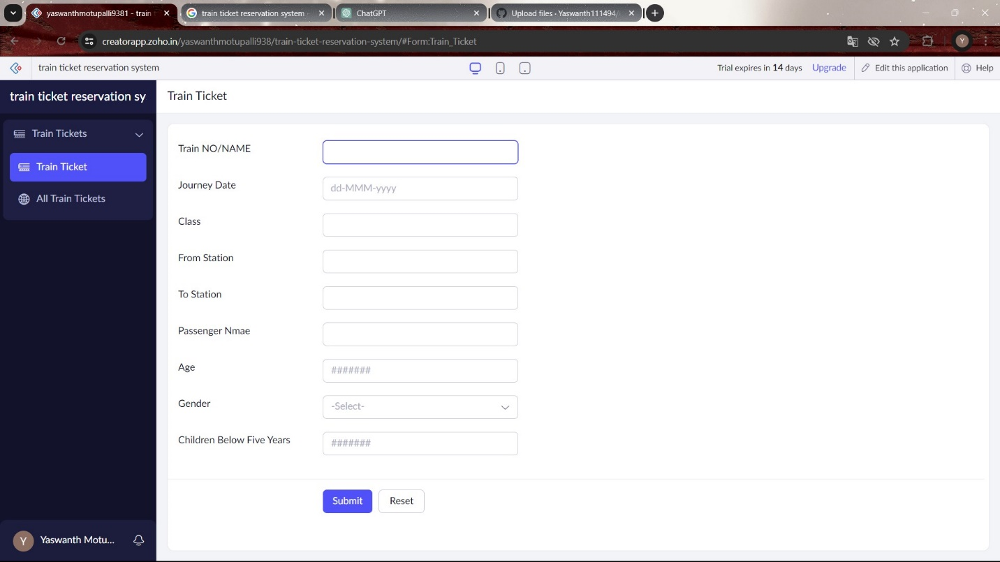 yaswanthmotupalli9381 - train
train ticket reservation system
ChatGPT
Upload files · Yaswanth111494/
creatorapp.zoho.in/yaswanthmotupalli938/train-ticket-reservation-system/#Form:Train_Ticket
Y
train ticket reservation system
Trial expires in 14 days
Upgrade
Edit this application
Help
train ticket reservation sy
Train Ticket
Train Tickets
Train Ticket
All Train Tickets
Train NO/NAME
Journey Date
dd-MMM-yyyy
Class
From Station
To Station
Passenger Nmae
Age
#######
Gender
-Select-
Children Below Five Years
#######
Submit
Reset
Y
Yaswanth Motu...